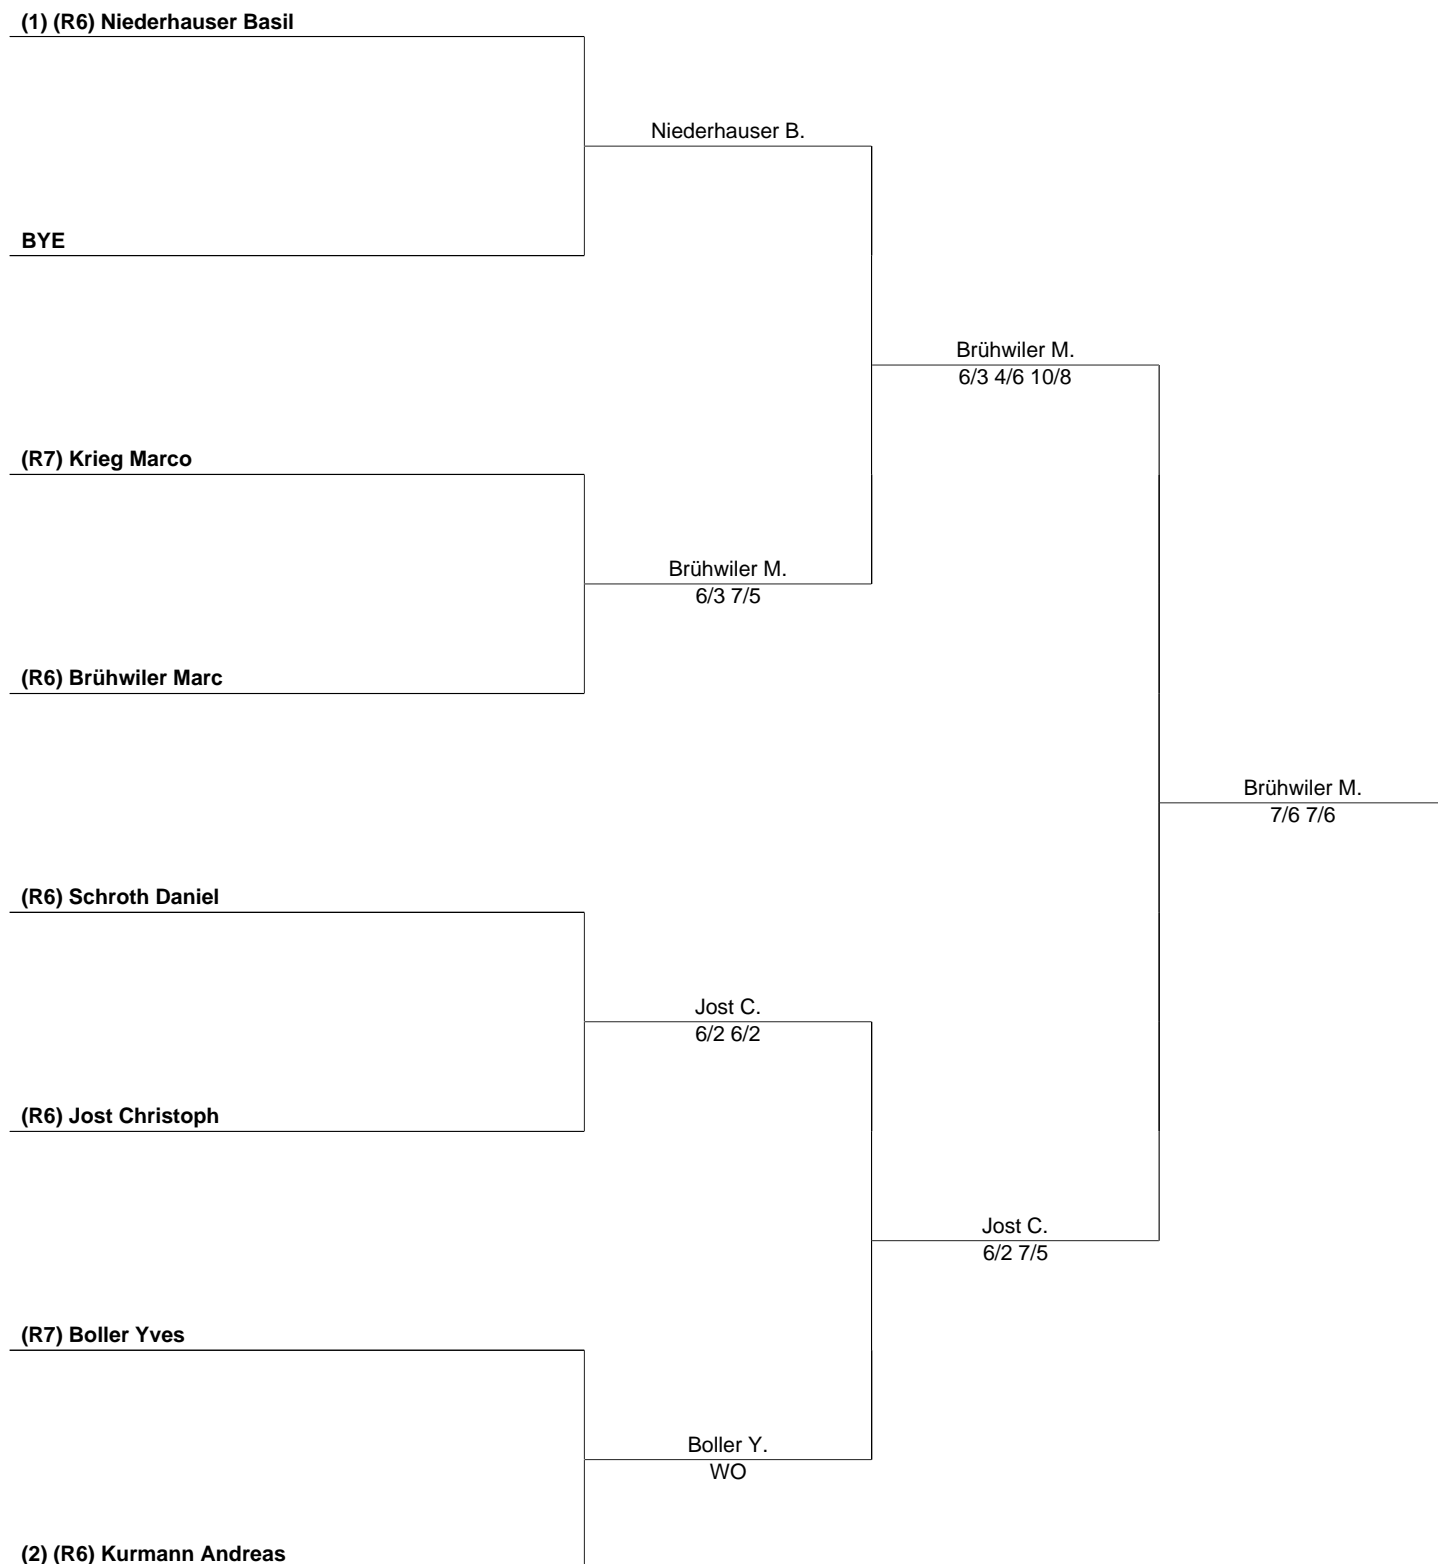 (1) (R6) Niederhauser Basil
Niederhauser B.
BYE
Brühwiler M.
6/3 4/6 10/8
(R7) Krieg Marco
Brühwiler M.
6/3 7/5
(R6) Brühwiler Marc
Brühwiler M.
7/6 7/6
(R6) Schroth Daniel
Jost C.
6/2 6/2
(R6) Jost Christoph
Jost C.
6/2 7/5
(R7) Boller Yves
Boller Y.
WO
(2) (R6) Kurmann Andreas